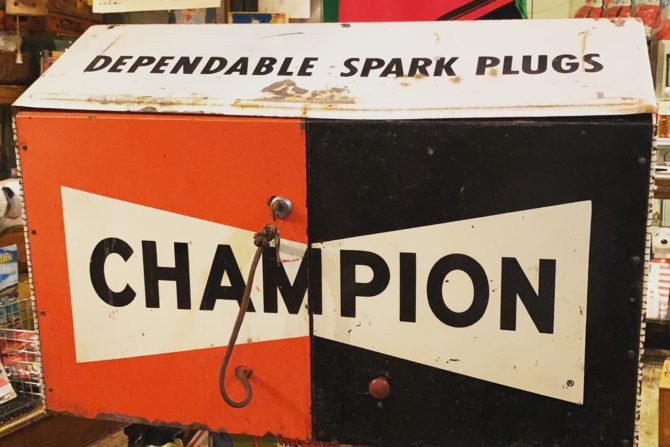 DEPENDABLE SPARK PLUGS
CHAMPION
®